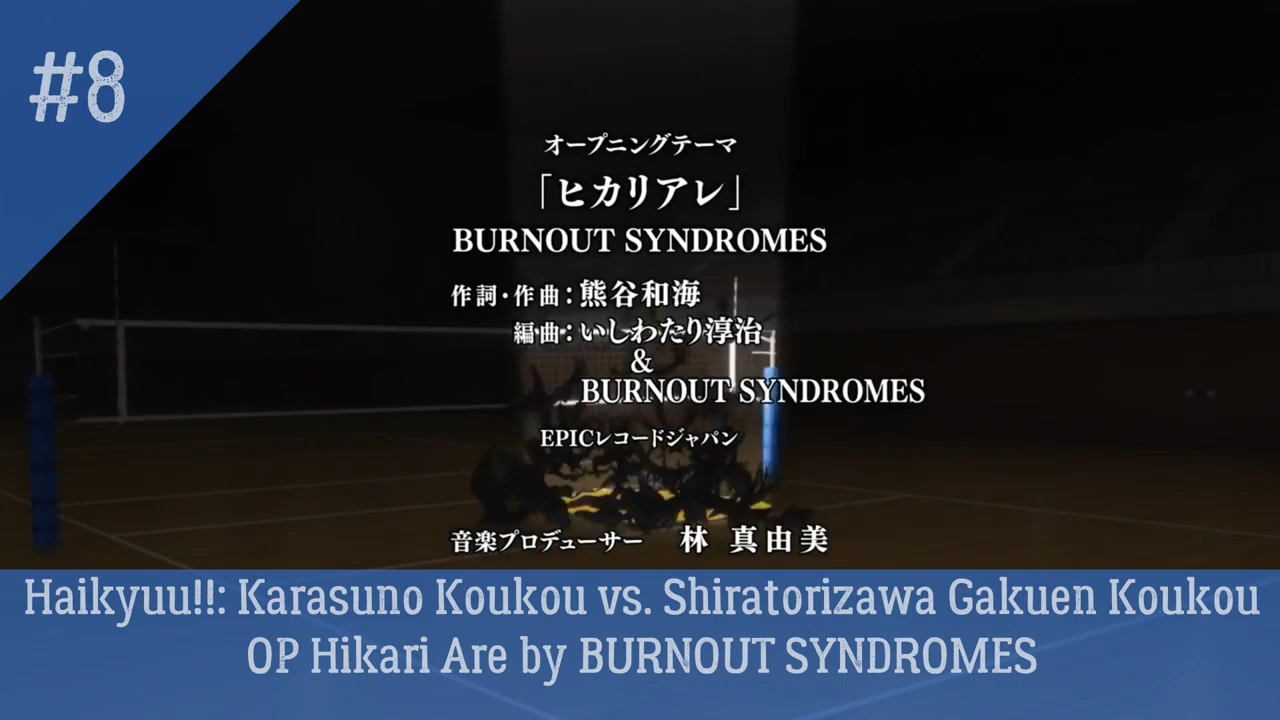 #8
オープニングテーマ
「ヒカリアレ」
BURNOUT SYNDROMES
作詞・作曲：熊谷和海
編曲：いしわたり淳治
&
BURNOUT SYNDROMES
EPICレコードジャパン
音楽プロデューサー 林 真由美
Haikyuu!!: Karasuno Koukou vs. Shiratorizawa Gakuen Koukou
OP Hikari Are by BURNOUT SYNDROMES